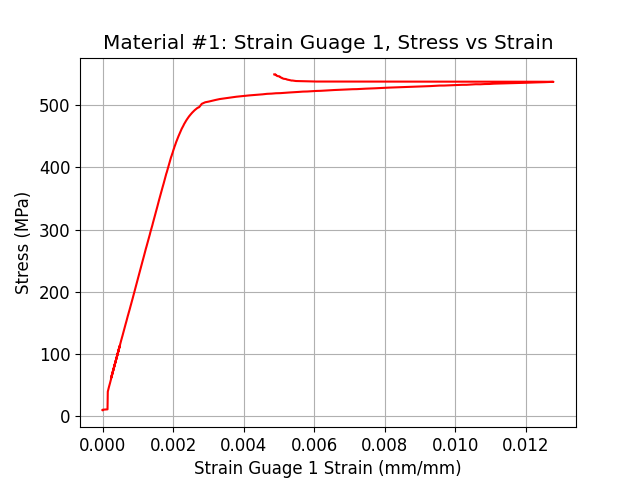 Material #1: Strain Guage 1, Stress vs Strain
500
400
300
200
100
0
Stress (MPa)
0.000 0.002 0.004 0.006 0.008 0.010 0.012
Strain Guage 1 Strain (mm/mm)